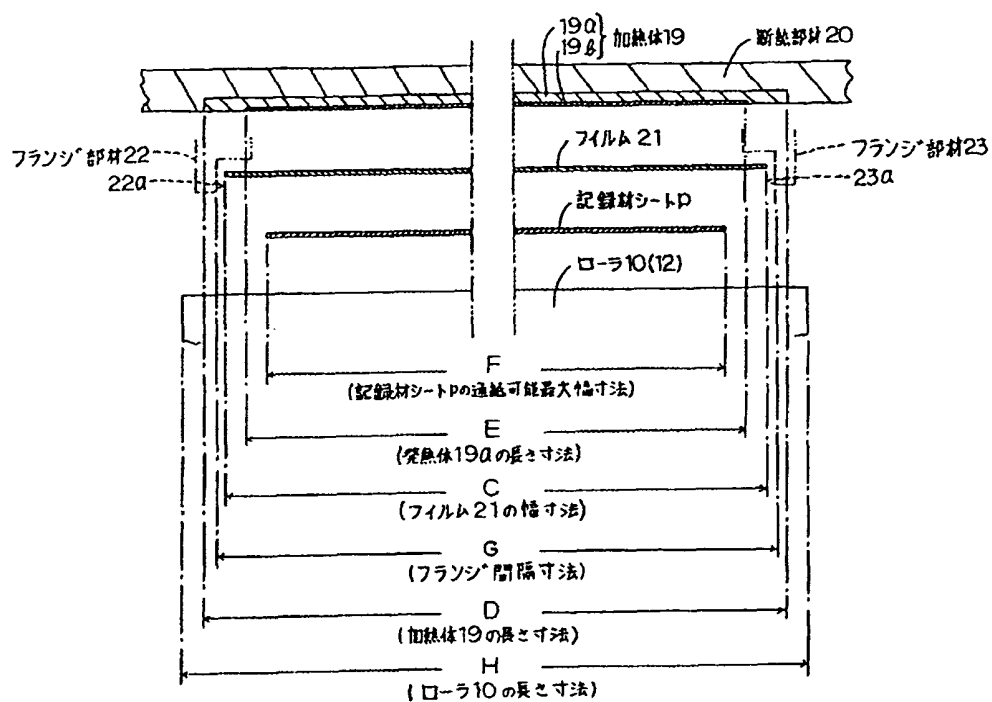 19a
19b } 加熱体19
断熱部材20
フランジ部材22
22a
フイルム21
フランジ部材23
23a
記録材シートP
ローラ10(12)
F
(記録材シートPの通紙可能最大幅寸法)
E
(発熱体19aの長さ寸法)
C
(フィルム21の幅寸法)
G
(フランジ間隔寸法)
D
(加熱体19の長さ寸法)
H
(ローラ10の長さ寸法)